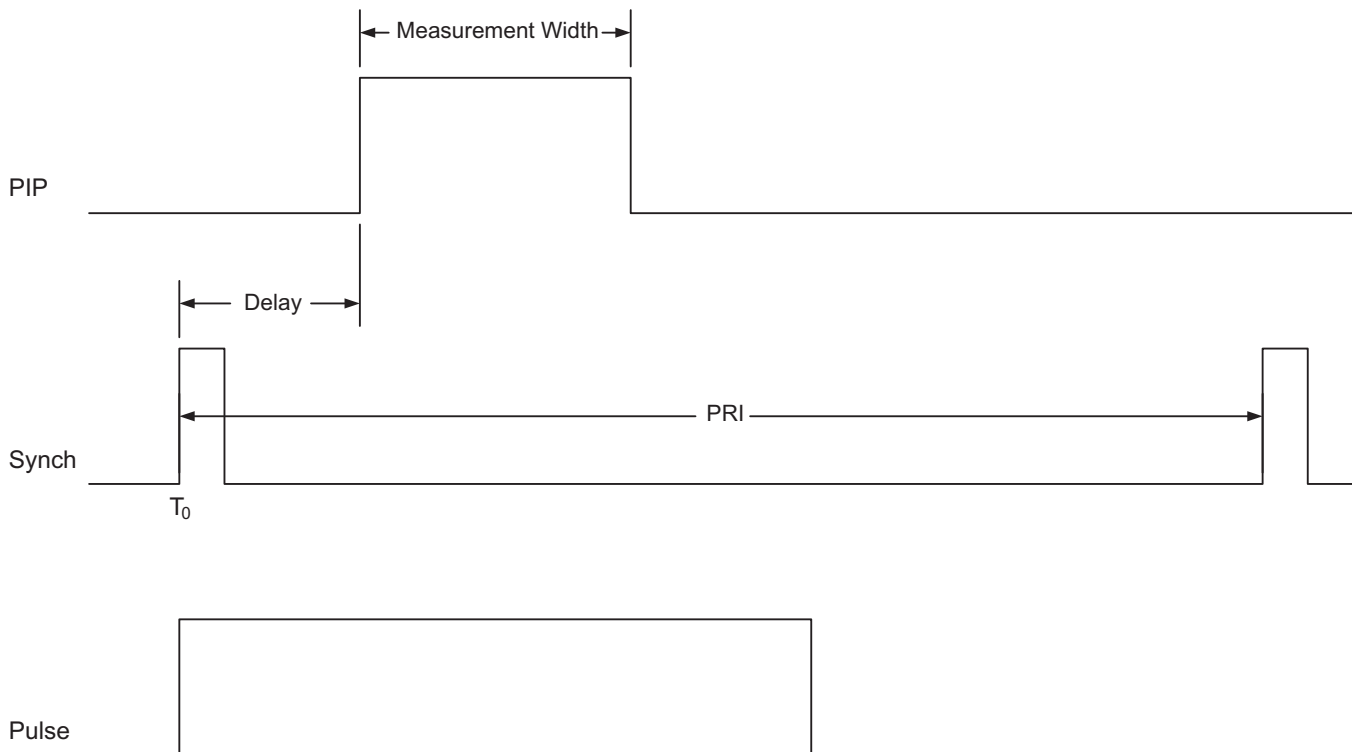 Measurement Width
PIP
Delay
PRI
Synch
T₀
Pulse